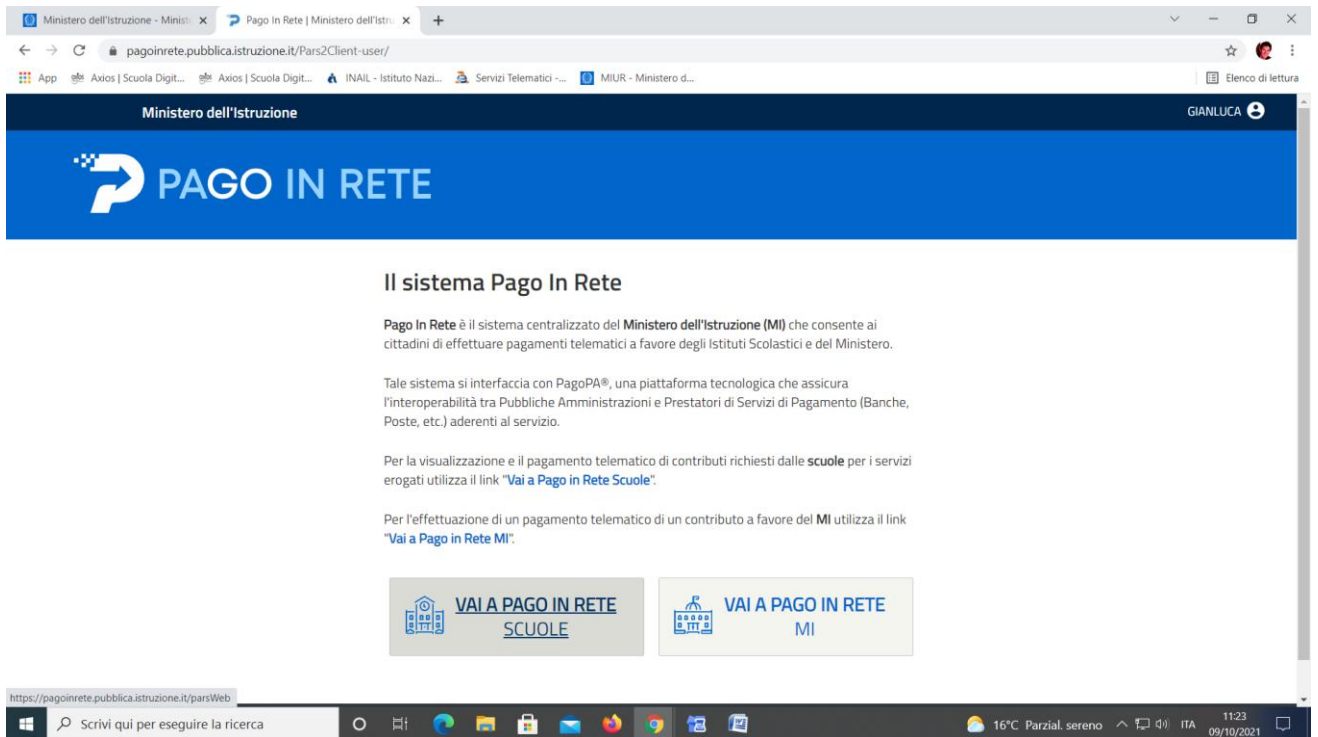 Ministero dell'Istruzione - Minist
Pago In Rete | Ministero dell'Istru
pagoinrete.pubblica.istruzione.it/Pars2Client-user/
App
Axios | Scuola Digit...
Axios | Scuola Digit...
INAIL - Istituto Nazi...
Servizi Telematici -...
MIUR - Ministero d...
Elenco di lettura
Ministero dell'Istruzione
GIANLUCA
PAGO IN RETE
Il sistema Pago In Rete
Pago In Rete è il sistema centralizzato del Ministero dell'Istruzione (MI) che consente ai
cittadini di effettuare pagamenti telematici a favore degli Istituti Scolastici e del Ministero.
Tale sistema si interfaccia con PagoPA®, una piattaforma tecnologica che assicura
l'interoperabilità tra Pubbliche Amministrazioni e Prestatori di Servizi di Pagamento (Banche,
Poste, etc.) aderenti al servizio.
Per la visualizzazione e il pagamento telematico di contributi richiesti dalle scuole per i servizi
erogati utilizza il link "Vai a Pago in Rete Scuole".
Per l'effettuazione di un pagamento telematico di un contributo a favore del MI utilizza il link
"Vai a Pago in Rete MI".
VAI A PAGO IN RETE
SCUOLE
VAI A PAGO IN RETE
MI
https://pagoinrete.pubblica.istruzione.it/parsWeb
Scrivi qui per eseguire la ricerca
16°C Parzial. sereno
ITA
11:23
09/10/2021